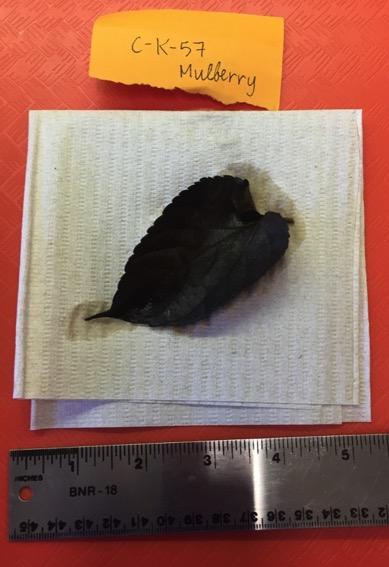 C-K-57
Mulberry
1 2 3 4 5
INCHES
BNR-18